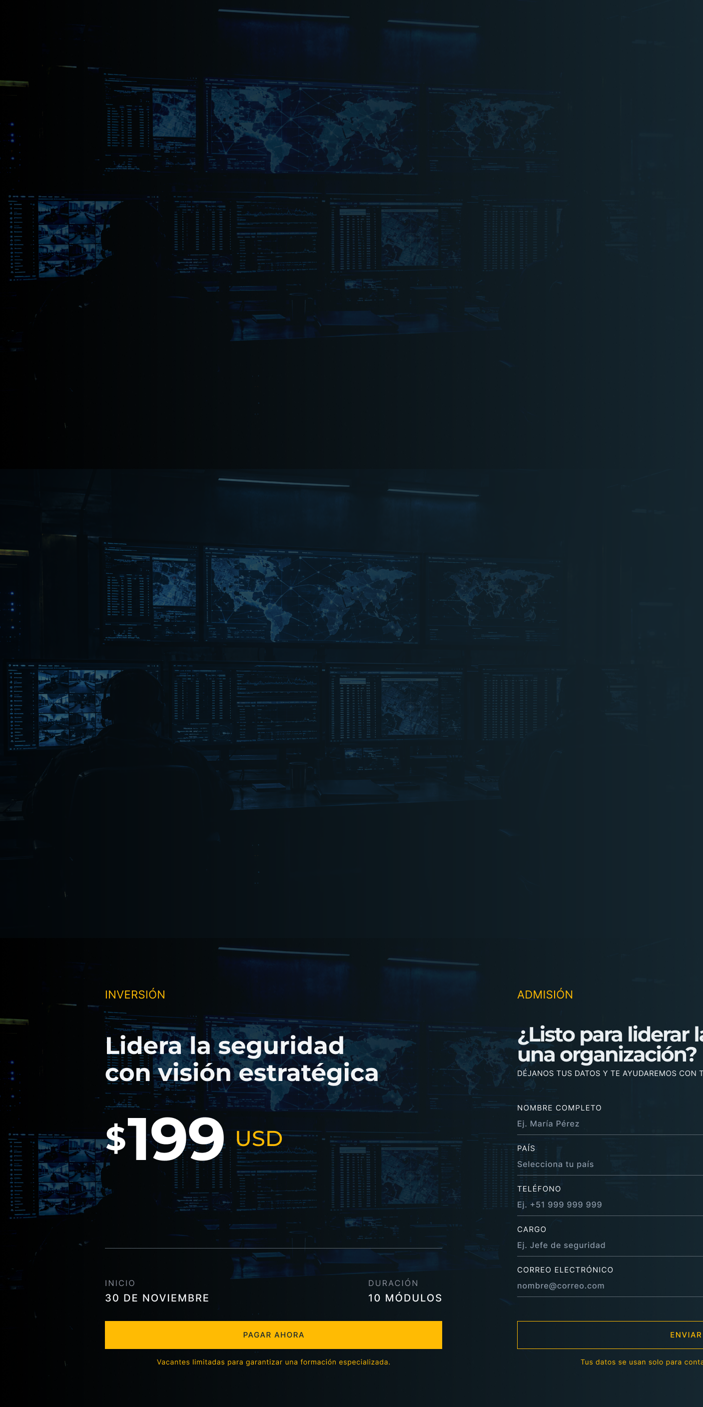 INVERSIÓN
Lidera la seguridad
con visión estratégica
$199 USD
INICIO
30 DE NOVIEMBRE
DURACIÓN
10 MÓDULOS
PAGAR AHORA
Vacantes limitadas para garantizar una formación especializada.
ADMISIÓN
¿Listo para liderar la
una organización?
DÉJANOS TUS DATOS Y TE AYUDAREMOS CON T
NOMBRE COMPLETO
Ej. María Pérez
PAÍS
Selecciona tu país
TELÉFONO
Ej. +51 999 999 999
CARGO
Ej. Jefe de seguridad
CORREO ELECTRÓNICO
nombre@correo.com
ENVIAR
Tus datos se usan solo para conta